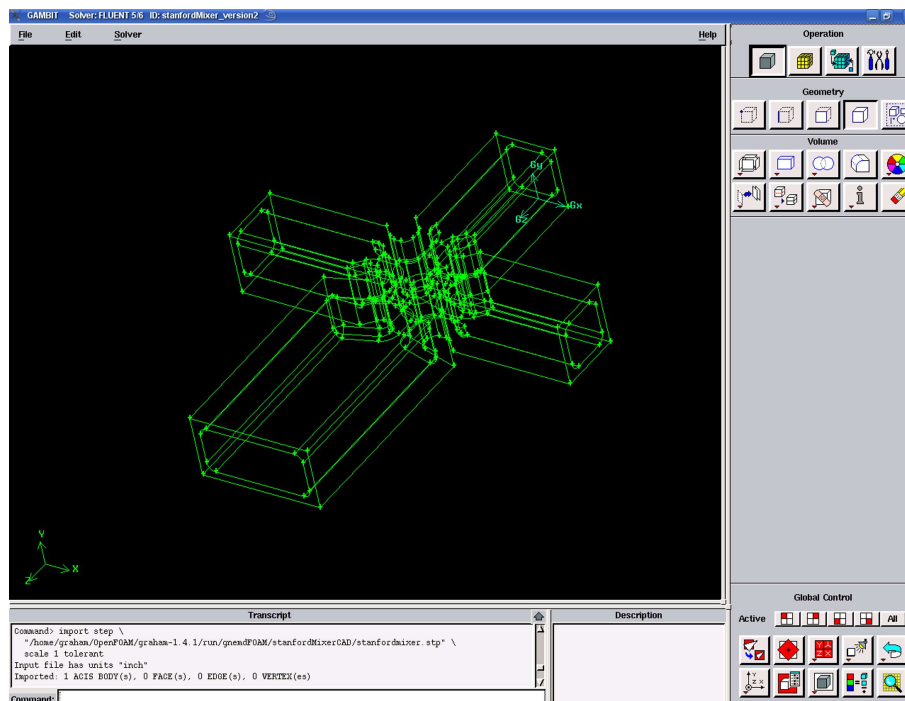 GAMBIT Solver: FLUENT 5/6 ID: stanfordMixer_version2
File Edit Solver Help
Operation
Geometry
Volume
Gy
Gx
Gz
Y
X
Z
Transcript
Description
Command> import step \
"/home/graham/OpenFOAM/graham-1.4.1/run/gnemdFOAM/stanfordMixerCAD/stanfordmixer.stp" \
scale 1 tolerant
Input file has units "inch"
Imported: 1 ACIS BODY(s), 0 FACE(s), 0 EDGE(s), 0 VERTEX(es)
Command:
Global Control
Active All